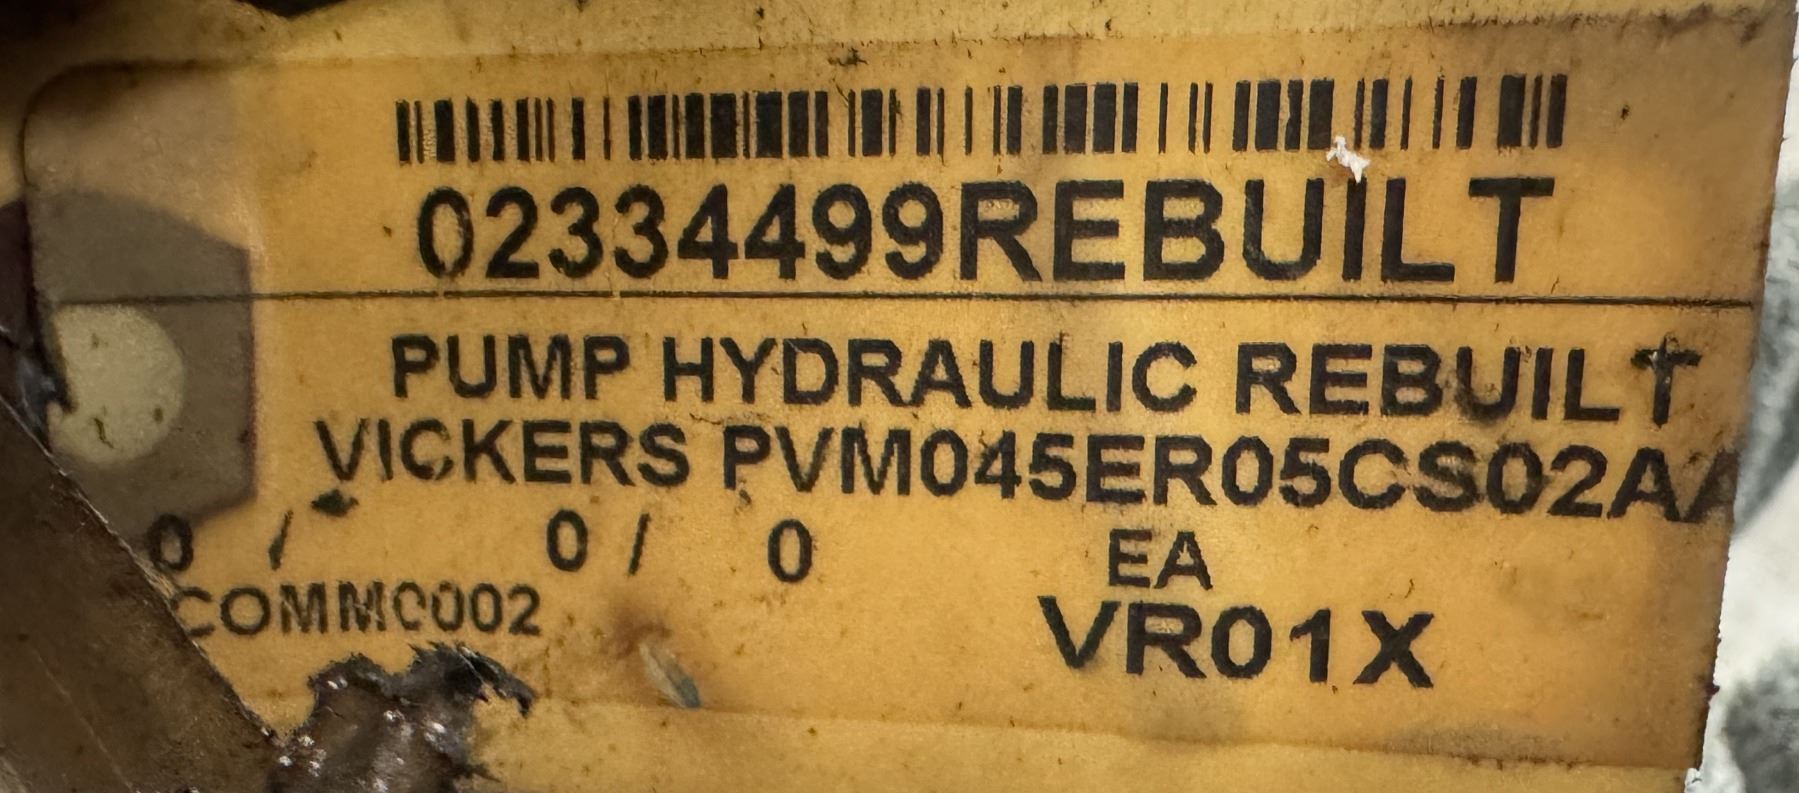 02334499REBUILT
PUMP HYDRAULIC REBUILT
VICKERS PVM045ER05CS02AA
0 / 0 / 0 EA
COMM0002
VR01X